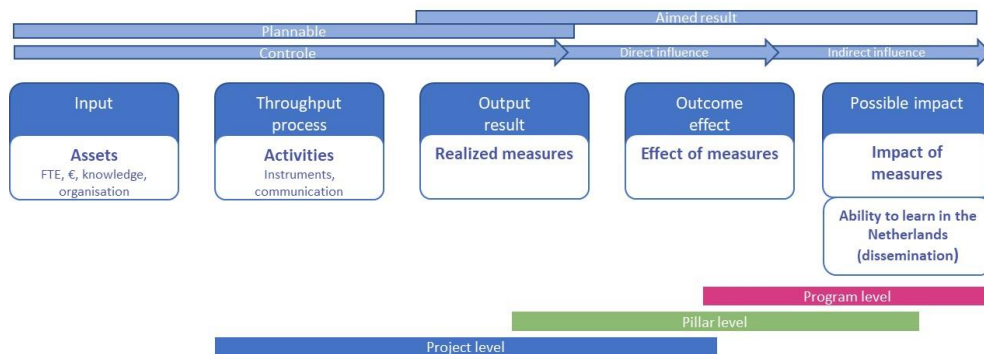 Aimed result
Plannable
Controle
Direct influence
Indirect influence
Input
Assets
FTE, €, knowledge,
organisation
Throughput
process
Activities
Instruments,
communication
Output
result
Realized measures
Outcome
effect
Effect of measures
Possible impact
Impact of
measures
Ability to learn in the
Netherlands
(dissemination)
Program level
Pillar level
Project level